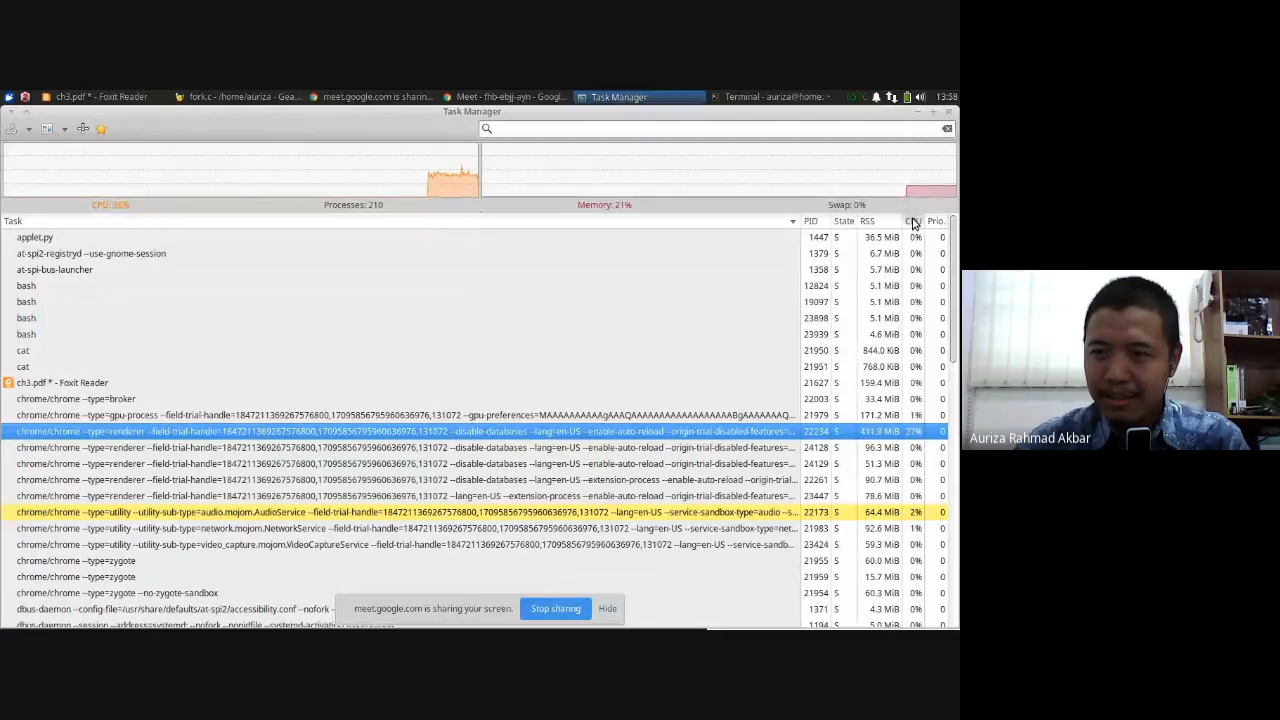 ch3.pdf * - Foxit Reader
fork.c - /home/auriza - Gea...
meet.google.com is sharin...
Meet - fhb-ebjj-ayn - Googl...
Task Manager
Terminal - auriza@home: ~
65°C
13:58
Task Manager
CPU: 36%
Processes: 210
Memory: 21%
Swap: 0%
Task PID State RSS CPU Prio.
applet.py 1447 S 36.5 MiB 0% 0
at-spi2-registryd --use-gnome-session 1379 S 6.7 MiB 0% 0
at-spi-bus-launcher 1358 S 5.7 MiB 0% 0
bash 12824 S 5.1 MiB 0% 0
bash 19097 S 5.1 MiB 0% 0
bash 23898 S 5.1 MiB 0% 0
bash 23939 S 4.6 MiB 0% 0
cat 21950 S 844.0 KiB 0% 0
cat 21951 S 768.0 KiB 0% 0
ch3.pdf * - Foxit Reader 21627 S 159.4 MiB 0% 0
chrome/chrome --type=broker 22003 S 33.4 MiB 0% 0
chrome/chrome --type=gpu-process --field-trial-handle=1847211369267576800,17095856795960636976,131072 --gpu-preferences=MAAAAAAAAAAgAAAQAAAAAAAAAAAAAAAAAABgAAAAAAAQ... 21979 S 171.2 MiB 1% 0
chrome/chrome --type=renderer --field-trial-handle=1847211369267576800,17095856795960636976,131072 --disable-databases --lang=en-US --enable-auto-reload --origin-trial-disabled-features=... 22234 S 411.8 MiB 27% 0
chrome/chrome --type=renderer --field-trial-handle=1847211369267576800,17095856795960636976,131072 --disable-databases --lang=en-US --enable-auto-reload --origin-trial-disabled-features=... 24128 S 96.3 MiB 0% 0
chrome/chrome --type=renderer --field-trial-handle=1847211369267576800,17095856795960636976,131072 --disable-databases --lang=en-US --enable-auto-reload --origin-trial-disabled-features=... 24129 S 51.3 MiB 0% 0
chrome/chrome --type=renderer --field-trial-handle=1847211369267576800,17095856795960636976,131072 --disable-databases --lang=en-US --extension-process --enable-auto-reload --origin-trial... 22261 S 90.7 MiB 0% 0
chrome/chrome --type=renderer --field-trial-handle=1847211369267576800,17095856795960636976,131072 --lang=en-US --extension-process --enable-auto-reload --origin-trial-disabled-features=... 23447 S 78.6 MiB 0% 0
chrome/chrome --type=utility --utility-sub-type=audio.mojom.AudioService --field-trial-handle=1847211369267576800,17095856795960636976,131072 --lang=en-US --service-sandbox-type=audio --s... 22173 S 64.4 MiB 2% 0
chrome/chrome --type=utility --utility-sub-type=network.mojom.NetworkService --field-trial-handle=1847211369267576800,17095856795960636976,131072 --lang=en-US --service-sandbox-type=net... 21983 S 92.6 MiB 1% 0
chrome/chrome --type=utility --utility-sub-type=video_capture.mojom.VideoCaptureService --field-trial-handle=1847211369267576800,17095856795960636976,131072 --lang=en-US --service-sandb... 23424 S 59.3 MiB 0% 0
chrome/chrome --type=zygote 21955 S 60.0 MiB 0% 0
chrome/chrome --type=zygote 21959 S 15.7 MiB 0% 0
chrome/chrome --type=zygote --no-zygote-sandbox 21954 S 60.3 MiB 0% 0
dbus-daemon --config-file=/usr/share/defaults/at-spi2/accessibility.conf --nofork 1371 S 4.3 MiB 0% 0
dbus-daemon --session --address=systemd: --nofork --nopidfile --systemd-activation 1194 S 5.0 MiB 0% 0
meet.google.com is sharing your screen.
Stop sharing
Hide
Auriza Rahmad Akbar